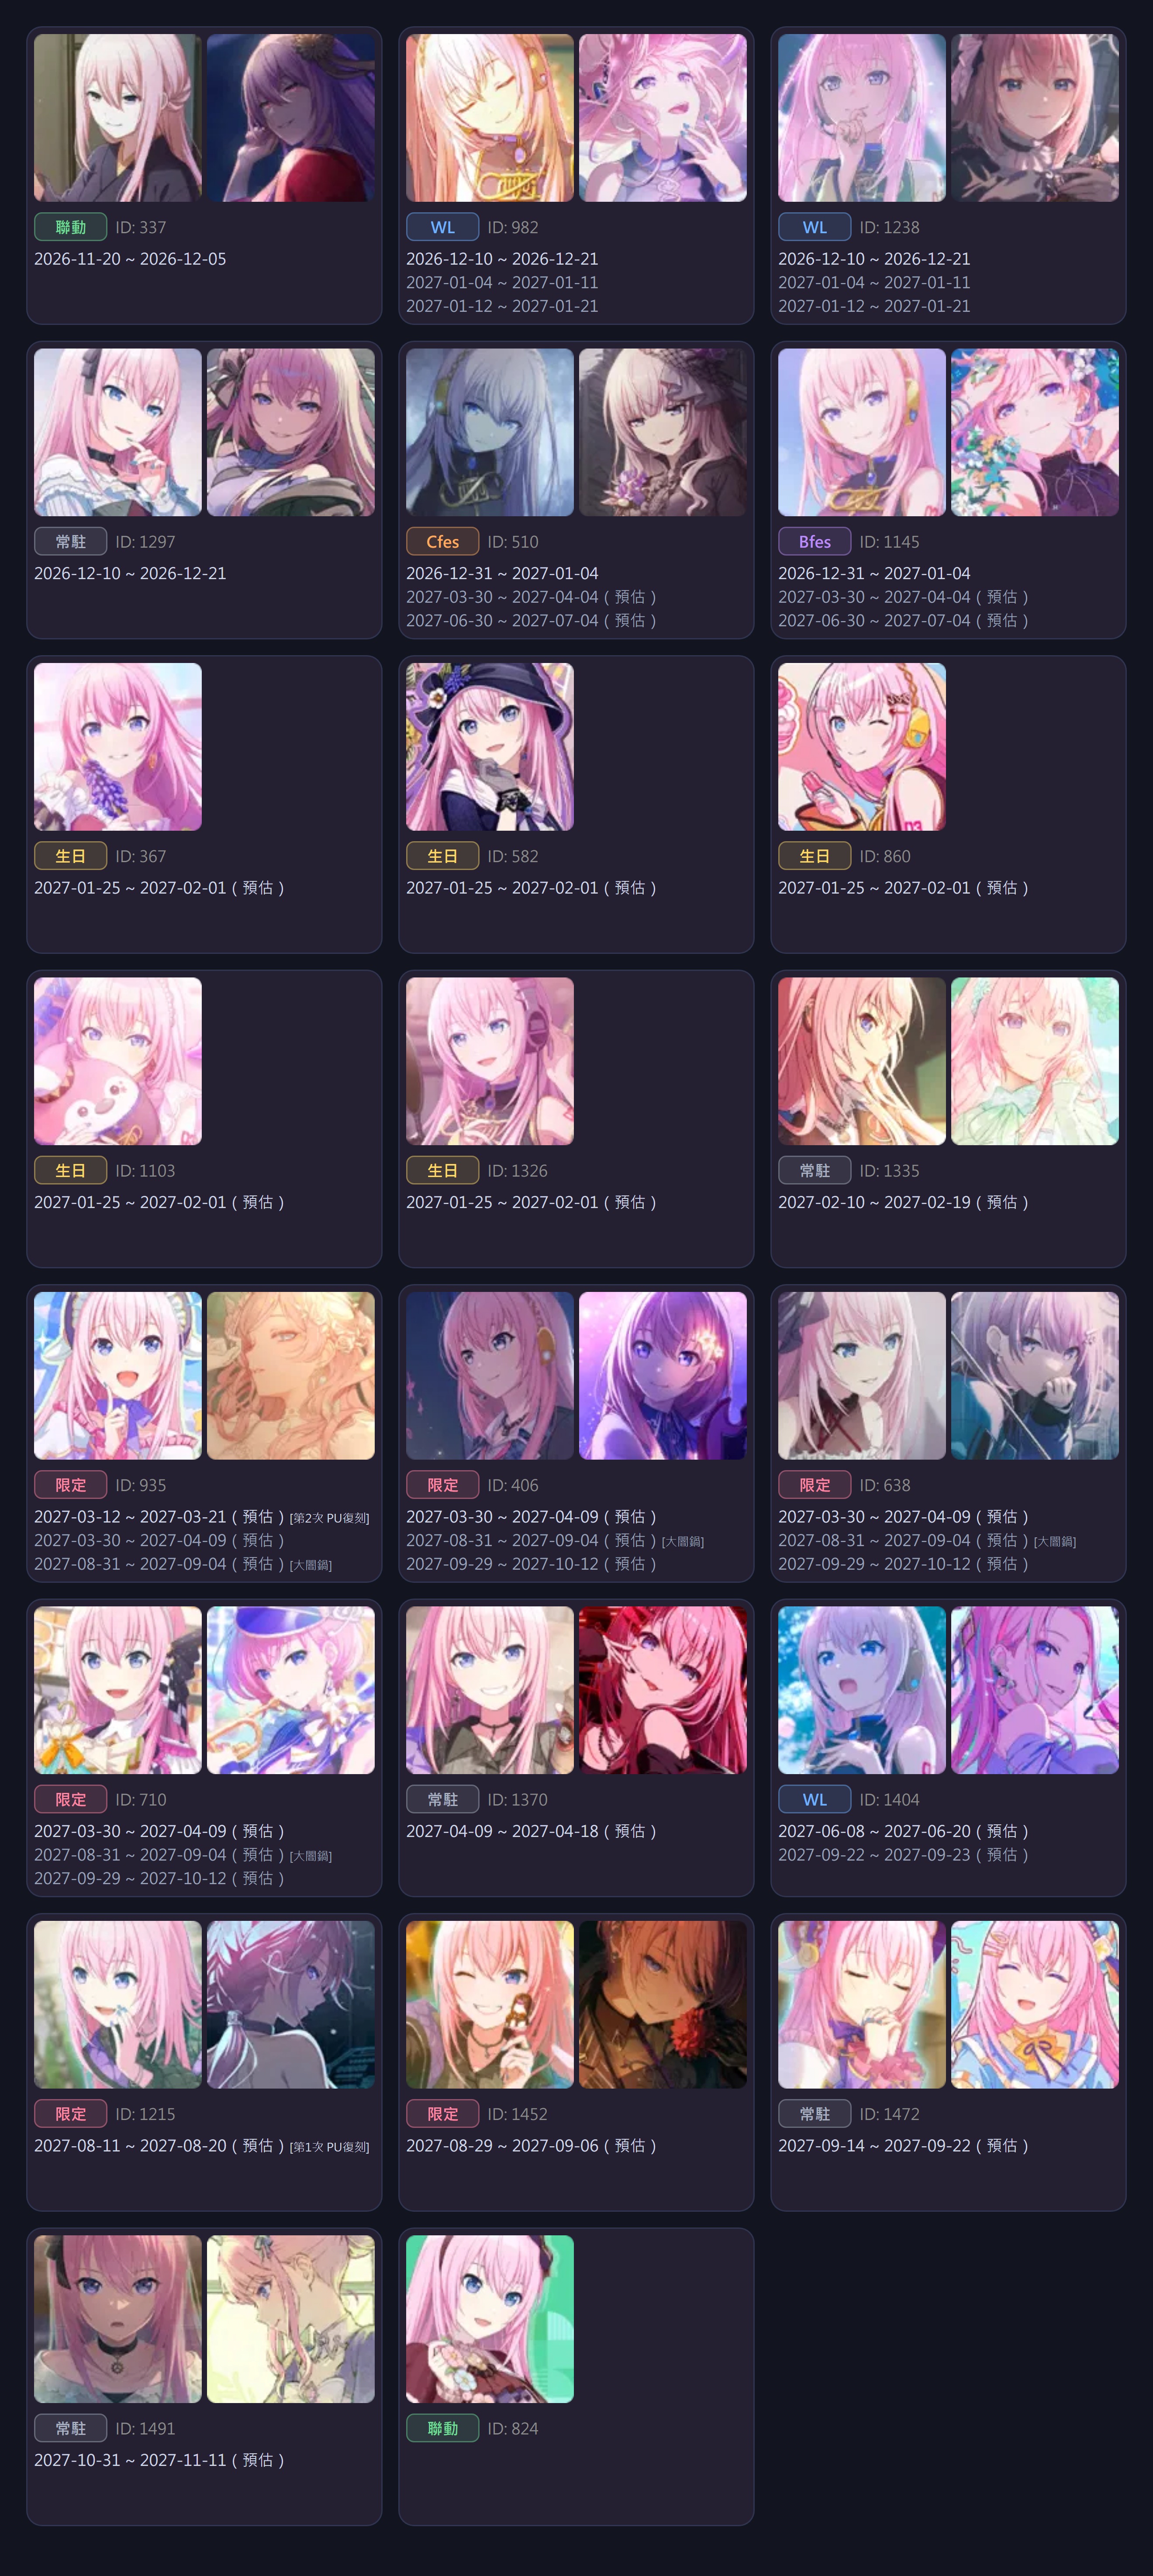 聯動 ID: 337
2026-11-20 ~ 2026-12-05
WL ID: 982
2026-12-10 ~ 2026-12-21
2027-01-04 ~ 2027-01-11
2027-01-12 ~ 2027-01-21
WL ID: 1238
2026-12-10 ~ 2026-12-21
2027-01-04 ~ 2027-01-11
2027-01-12 ~ 2027-01-21
常駐 ID: 1297
2026-12-10 ~ 2026-12-21
Cfes ID: 510
2026-12-31 ~ 2027-01-04
2027-03-30 ~ 2027-04-04 ( 預估 )
2027-06-30 ~ 2027-07-04 ( 預估 )
Bfes ID: 1145
2026-12-31 ~ 2027-01-04
2027-03-30 ~ 2027-04-04 ( 預估 )
2027-06-30 ~ 2027-07-04 ( 預估 )
生日 ID: 367
2027-01-25 ~ 2027-02-01 ( 預估 )
生日 ID: 582
2027-01-25 ~ 2027-02-01 ( 預估 )
生日 ID: 860
2027-01-25 ~ 2027-02-01 ( 預估 )
生日 ID: 1103
2027-01-25 ~ 2027-02-01 ( 預估 )
生日 ID: 1326
2027-01-25 ~ 2027-02-01 ( 預估 )
常駐 ID: 1335
2027-02-10 ~ 2027-02-19 ( 預估 )
限定 ID: 935
2027-03-12 ~ 2027-03-21 ( 預估 ) [第2次 PU復刻]
2027-03-30 ~ 2027-04-09 ( 預估 )
2027-08-31 ~ 2027-09-04 ( 預估 ) [大闇鍋]
限定 ID: 406
2027-03-30 ~ 2027-04-09 ( 預估 )
2027-08-31 ~ 2027-09-04 ( 預估 ) [大闇鍋]
2027-09-29 ~ 2027-10-12 ( 預估 )
限定 ID: 638
2027-03-30 ~ 2027-04-09 ( 預估 )
2027-08-31 ~ 2027-09-04 ( 預估 ) [大闇鍋]
2027-09-29 ~ 2027-10-12 ( 預估 )
限定 ID: 710
2027-03-30 ~ 2027-04-09 ( 預估 )
2027-08-31 ~ 2027-09-04 ( 預估 ) [大闇鍋]
2027-09-29 ~ 2027-10-12 ( 預估 )
常駐 ID: 1370
2027-04-09 ~ 2027-04-18 ( 預估 )
WL ID: 1404
2027-06-08 ~ 2027-06-20 ( 預估 )
2027-09-22 ~ 2027-09-23 ( 預估 )
限定 ID: 1215
2027-08-11 ~ 2027-08-20 ( 預估 ) [第1次 PU復刻]
限定 ID: 1452
2027-08-29 ~ 2027-09-06 ( 預估 )
常駐 ID: 1472
2027-09-14 ~ 2027-09-22 ( 預估 )
常駐 ID: 1491
2027-10-31 ~ 2027-11-11 ( 預估 )
聯動 ID: 824